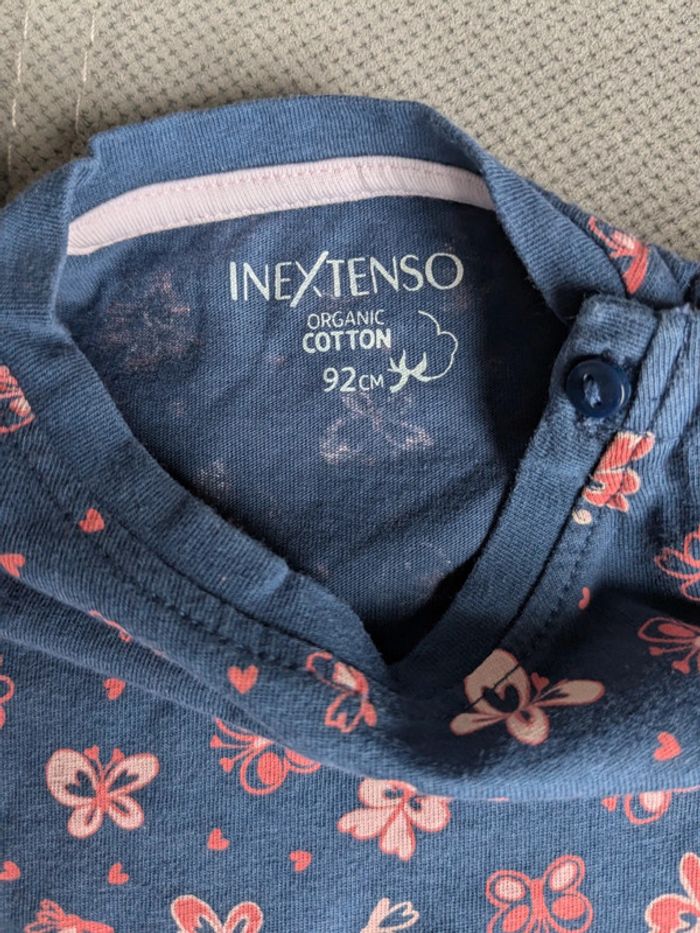 INEXTENSO
ORGANIC
COTTON
92CM